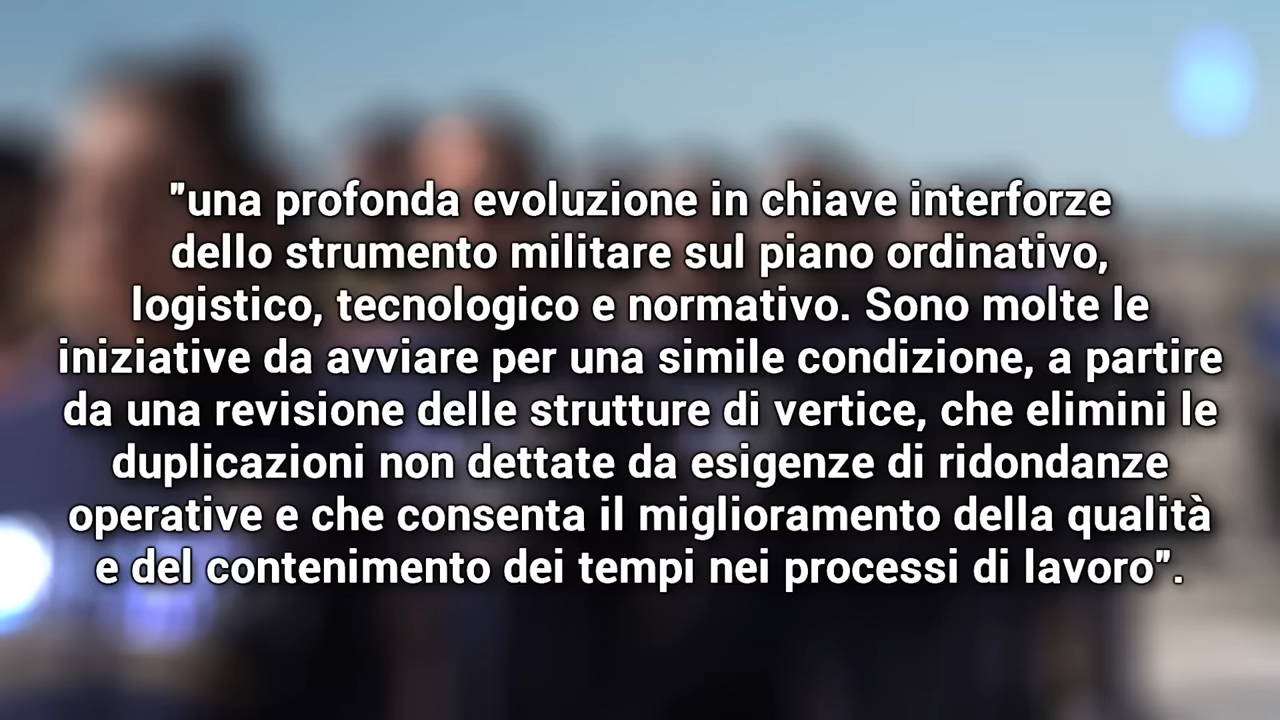 "una profonda evoluzione in chiave interforze
dello strumento militare sul piano ordinativo,
logistico, tecnologico e normativo. Sono molte le
iniziative da avviare per una simile condizione, a partire
da una revisione delle strutture di vertice, che elimini le
duplicazioni non dettate da esigenze di ridondanze
operative e che consenta il miglioramento della qualità
e del contenimento dei tempi nei processi di lavoro".